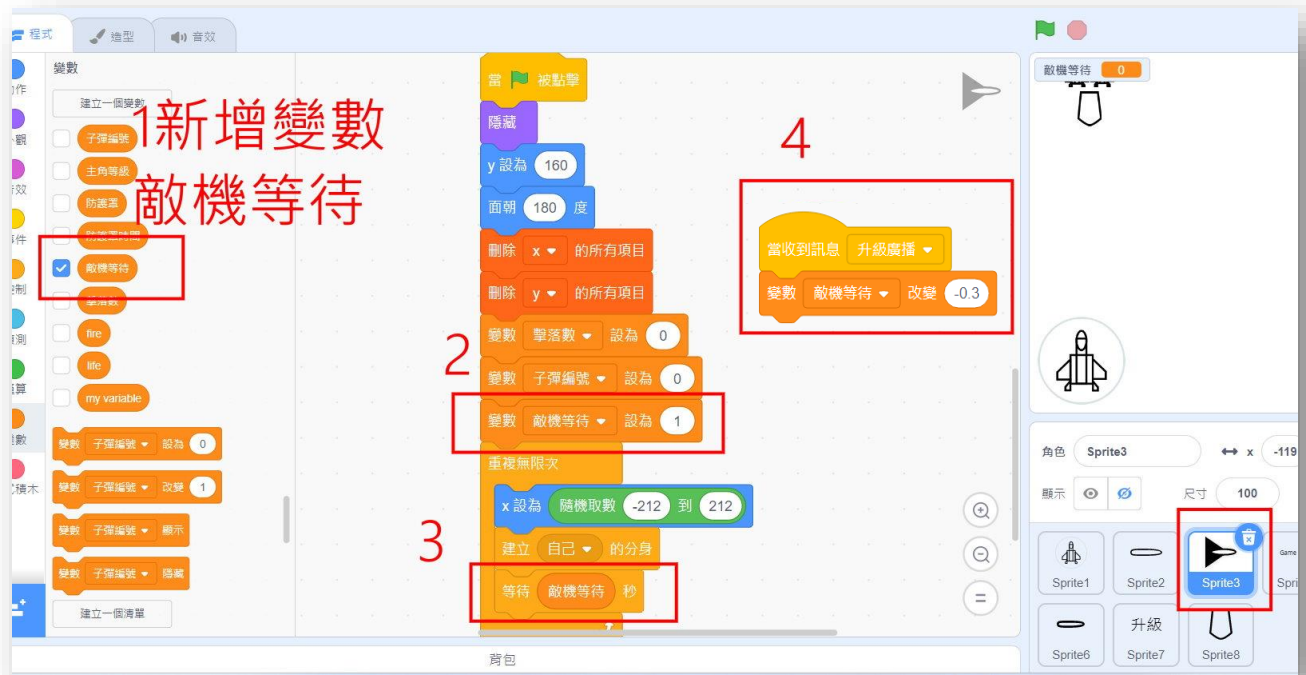 程式
造型
音效
變數
建立一個變數
子彈編號
主角等級
防護罩
防護罩時間
敵機等待
擊落數
fire
life
my variable
變數 子彈編號 設為 0
變數 子彈編號 改變 1
變數 子彈編號 顯示
變數 子彈編號 隱藏
建立一個清單
1新增變數
敵機等待
當 被點擊
隱藏
y 設為 160
面朝 180 度
刪除 x 的所有項目
刪除 y 的所有項目
2
變數 擊落數 設為 0
變數 子彈編號 設為 0
變數 敵機等待 設為 1
重複無限次
x 設為 隨機取數 -212 到 212
3
建立 自己 的分身
等待 敵機等待 秒
4
當收到訊息 升級廣播
變數 敵機等待 改變 -0.3
背包
敵機等待 0
角色 Sprite3 x -119
顯示 尺寸 100
Game
Sprite1 Sprite2 Sprite3 Spri
升級
Sprite6 Sprite7 Sprite8